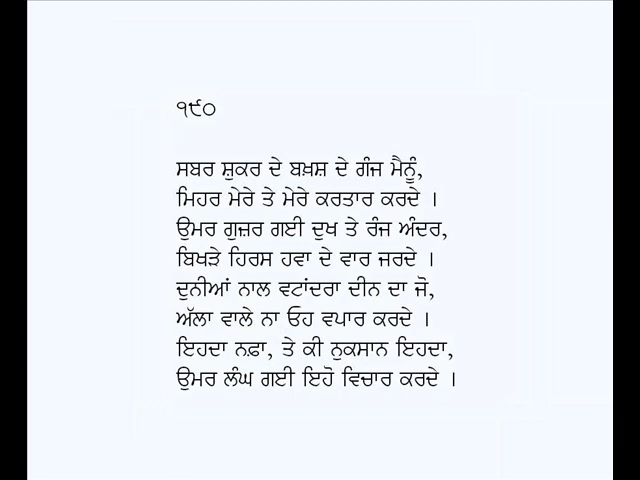 ੧੯੦
ਸਬਰ ਸ਼ੁਕਰ ਦੇ ਬਖ਼ਸ਼ ਦੇ ਗੰਜ ਮੈਨੂੰ,
ਮਿਹਰ ਮੇਰੇ ਤੇ ਮੇਰੇ ਕਰਤਾਰ ਕਰਦੇ ।
ਉਮਰ ਗੁਜ਼ਰ ਗਈ ਦੁਖ ਤੇ ਰੰਜ ਅੰਦਰ,
ਬਿਖੜੇ ਹਿਰਸ ਹਵਾ ਦੇ ਵਾਰ ਜਰਦੇ ।
ਦੁਨੀਆਂ ਨਾਲ ਵਟਾਂਦਰਾ ਦੀਨ ਦਾ ਜੋ,
ਅੱਲਾ ਵਾਲੇ ਨਾ ਓਹ ਵਪਾਰ ਕਰਦੇ ।
ਇਹਦਾ ਨਫ਼ਾ, ਤੇ ਕੀ ਨੁਕਸਾਨ ਇਹਦਾ,
ਉਮਰ ਲੰਘ ਗਈ ਇਹੋ ਵਿਚਾਰ ਕਰਦੇ ।